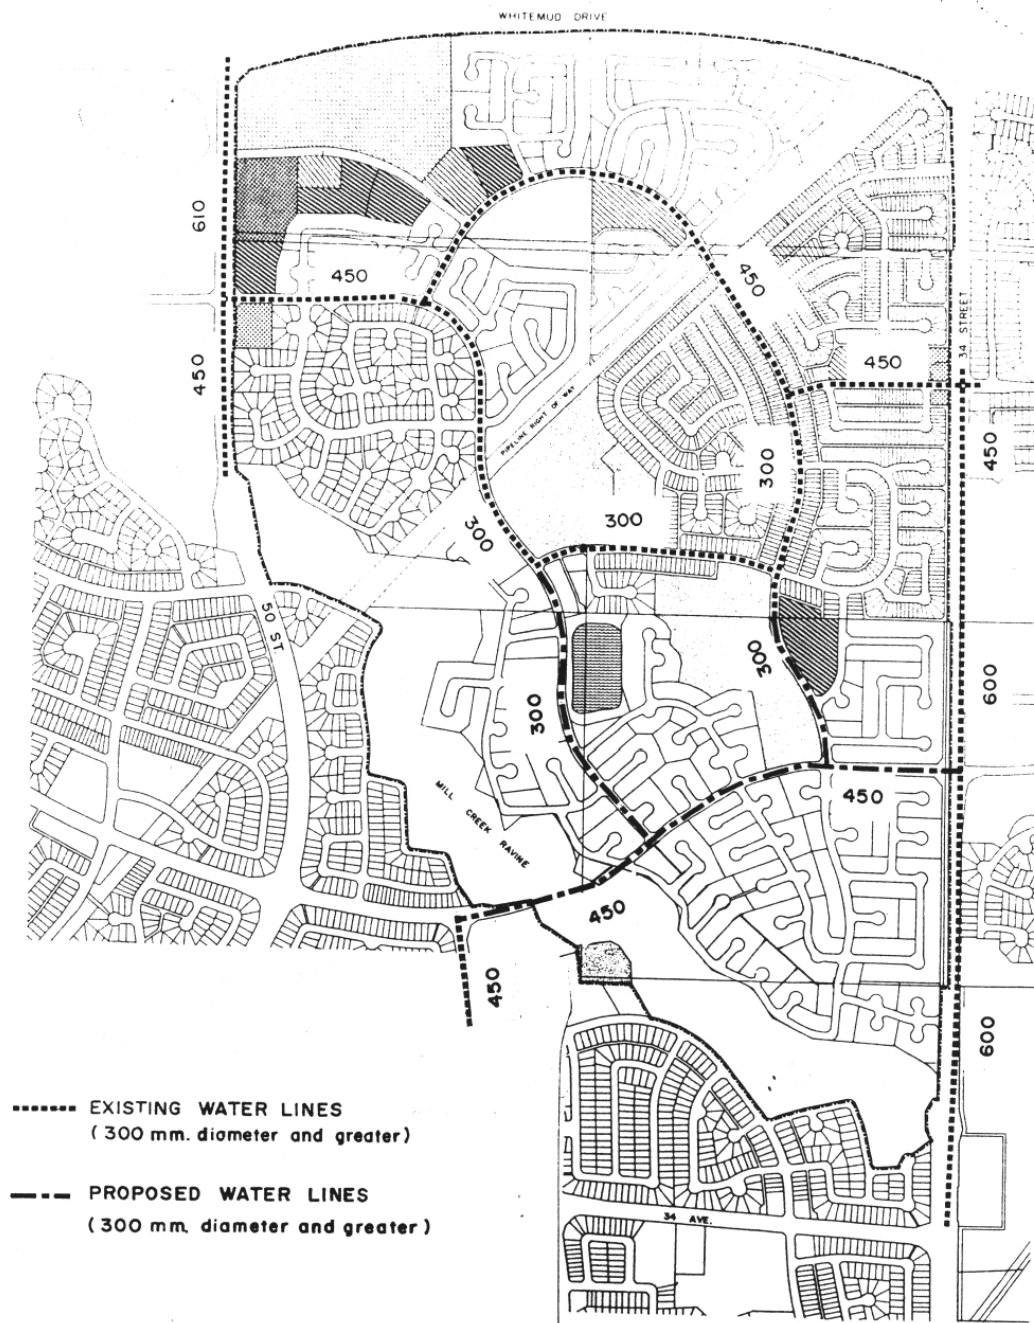 WHITEMUD DRIVE
610
450
450
450
34 STREET
450
450
PIPELINE RIGHT OF WAY
300
450
300
300
50 ST
300
600
300
MILL CREEK RAVINE
450
450
450
600
EXISTING WATER LINES
(300 mm. diameter and greater)
PROPOSED WATER LINES
(300 mm. diameter and greater)
34 AVE.